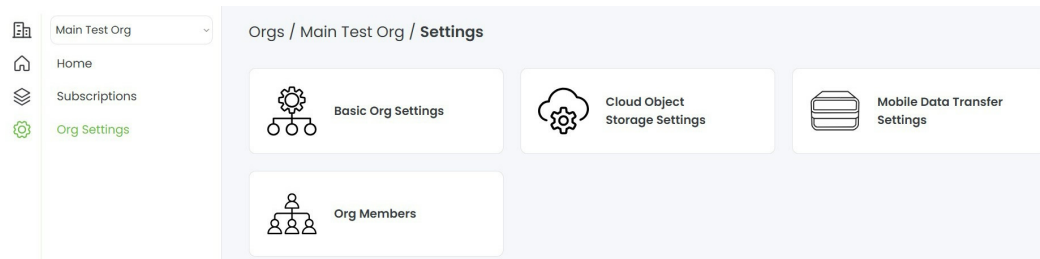 Main Test Org
Home
Subscriptions
Org Settings
Orgs / Main Test Org / Settings
Basic Org Settings
Cloud Object
Storage Settings
Mobile Data Transfer
Settings
Org Members